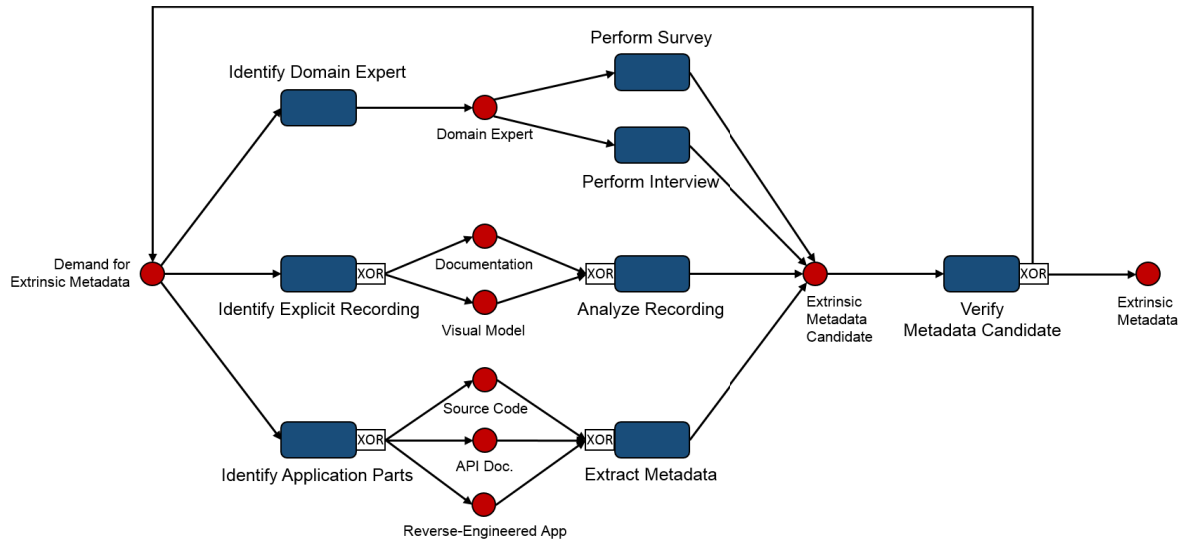 Perform Survey
Identify Domain Expert
Domain Expert
Perform Interview
Demand for
Extrinsic Metadata
XOR
Identify Explicit Recording
Documentation
Visual Model
XOR
Analyze Recording
Extrinsic
Metadata
Candidate
XOR
Verify
Metadata Candidate
Extrinsic
Metadata
XOR
Identify Application Parts
Source Code
API Doc.
Reverse-Engineered App
XOR
Extract Metadata